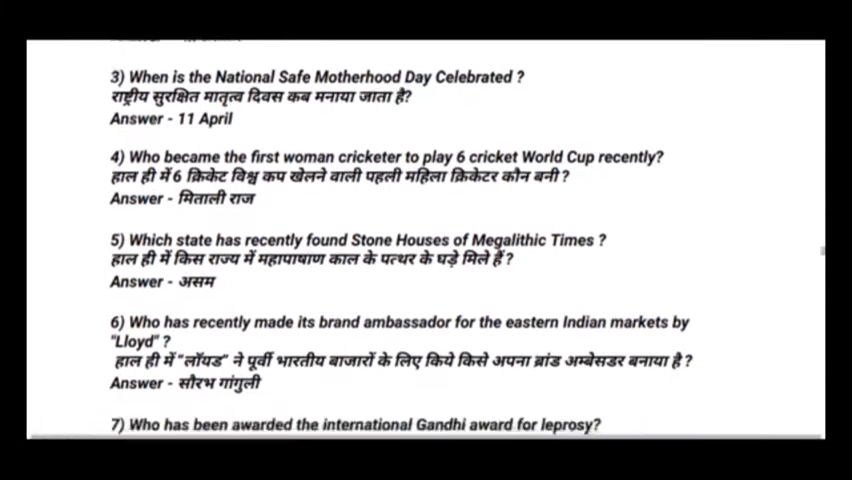 3) When is the National Safe Motherhood Day Celebrated ?
राष्ट्रीय सुरक्षित मातृत्व दिवस कब मनाया जाता है?
Answer - 11 April
4) Who became the first woman cricketer to play 6 cricket World Cup recently?
हाल ही में 6 क्रिकेट विश्व कप खेलने वाली पहली महिला क्रिकेटर कौन बनी ?
Answer - मिताली राज
5) Which state has recently found Stone Houses of Megalithic Times ?
हाल ही में किस राज्य में महापाषाण काल के पत्थर के घड़े मिले हैं ?
Answer - असम
6) Who has recently made its brand ambassador for the eastern Indian markets by
"Lloyd" ?
हाल ही में "लॉयड" ने पूर्वी भारतीय बाजारों के लिए किये किसे अपना ब्रांड अम्बेसडर बनाया है ?
Answer - सौरभ गांगुली
7) Who has been awarded the international Gandhi award for leprosy?